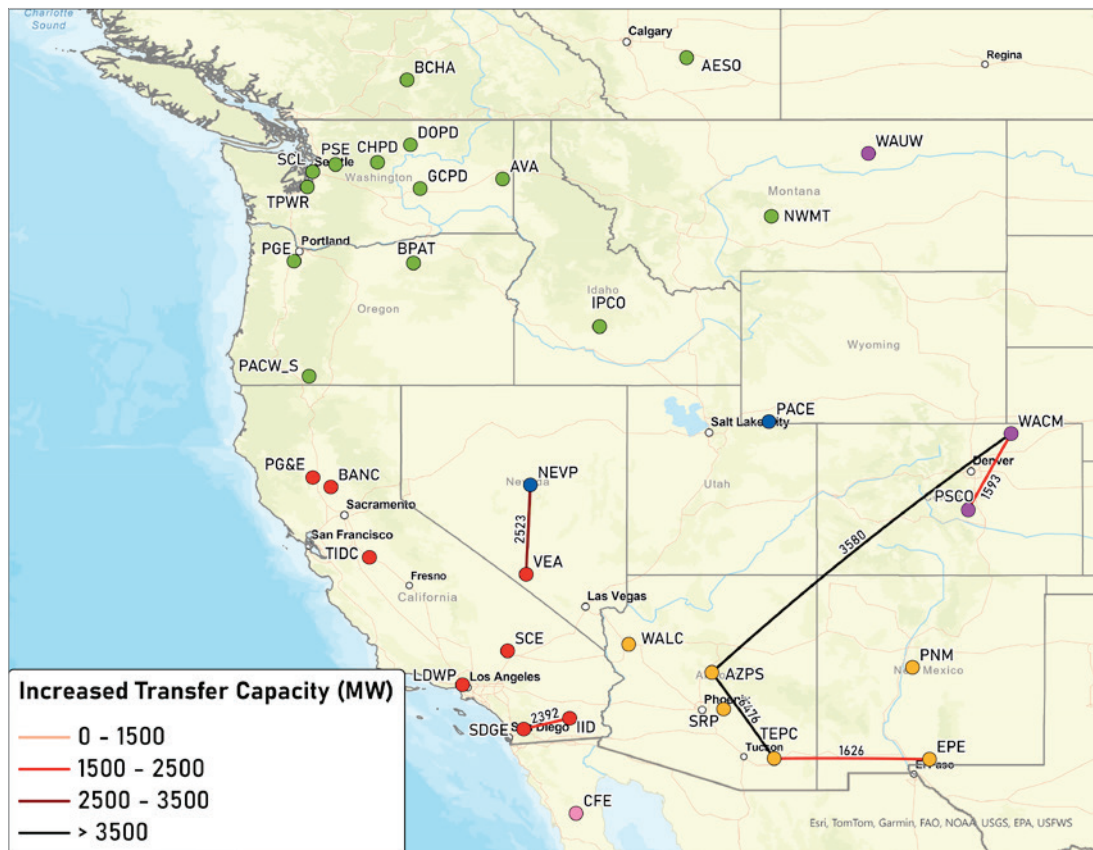 Charlotte
Sound
Calgary
AESO
Regina
BCHA
DOPD
PSE
CHPD
SCL
Seattle
Washington
GCPD
AVA
TPWR
WAUW
Montana
NWMT
PGE
Portland
BPAT
Oregon
Idaho
IPCO
Wyoming
PACW_S
PACE
Salt Lake City
WACM
Denver
1593
PSCO
Utah
PG&E
BANC
Sacramento
NEVP
2523
3580
San Francisco
TIDC
VEA
Fresno
California
Las Vegas
SCE
WALC
PNM
New Mexico
AZPS
LDWP
Los Angeles
SRP
TEPC
Tucson
2392
SDGE
San Diego
IID
1626
EPE
El Paso
CFE
Increased Transfer Capacity (MW)
0 - 1500
1500 - 2500
2500 - 3500
> 3500
Esri, TomTom, Garmin, FAO, NOAA, USGS, EPA, USFWS